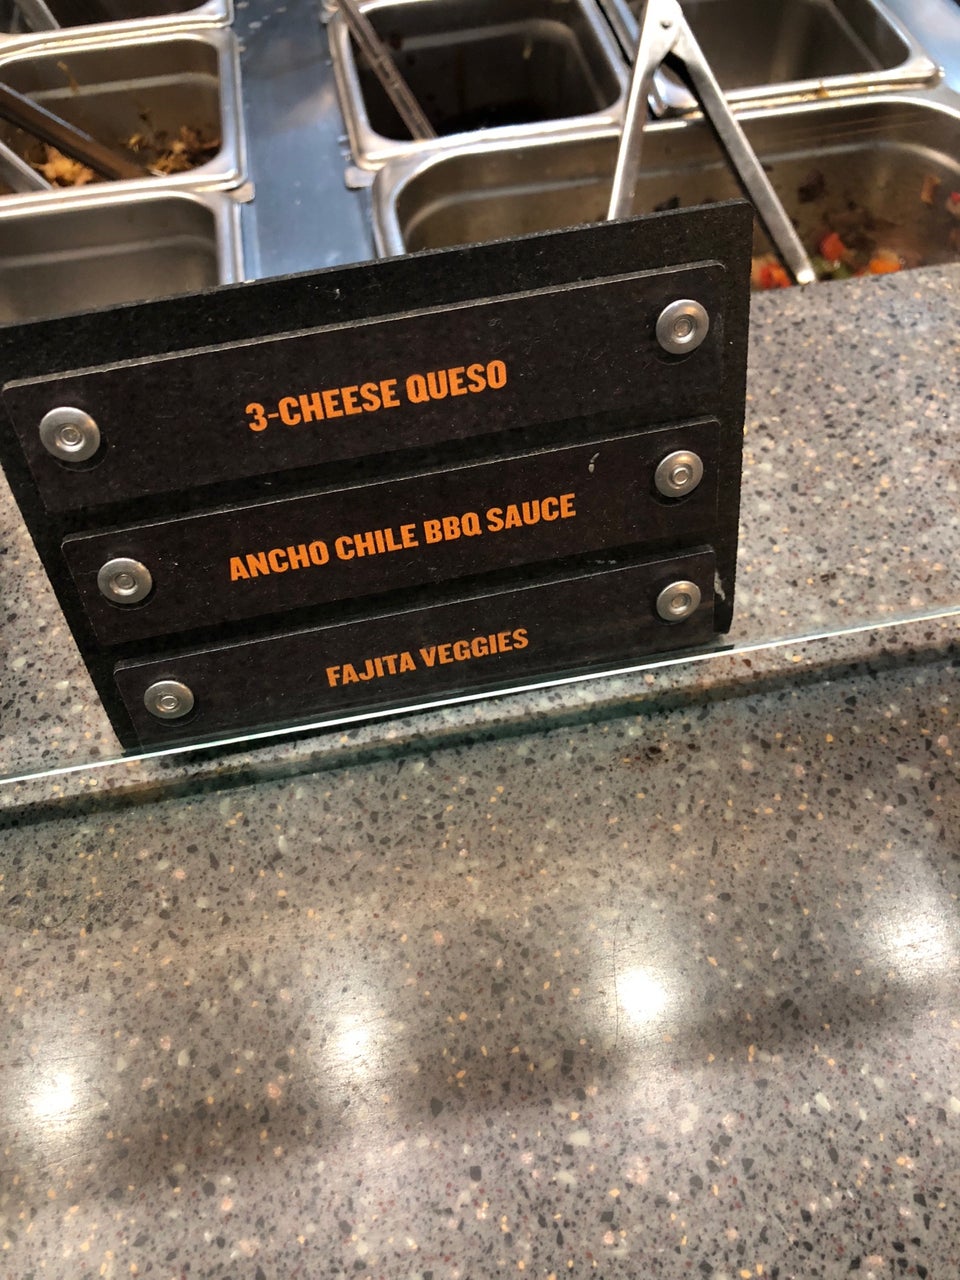 3-CHEESE QUESO
ANCHO CHILE BBQ SAUCE
FAJITA VEGGIES